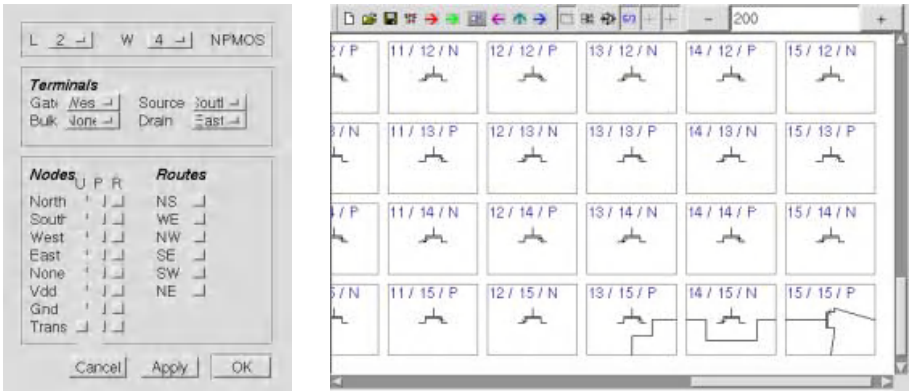 L 2 W 4 NPMOS
Terminals
Gate West Source South
Bulk None Drain East
Nodes U P R Routes
North NS
South WE
West NW
East SE
None SW
Vdd NE
Gnd
Trans
Cancel Apply OK
- 200 +
2 / P 11 / 12 / N 12 / 12 / P 13 / 12 / N 14 / 12 / P 15 / 12 / N
3 / N 11 / 13 / P 12 / 13 / N 13 / 13 / P 14 / 13 / N 15 / 13 / P
4 / P 11 / 14 / N 12 / 14 / P 13 / 14 / N 14 / 14 / P 15 / 14 / N
5 / N 11 / 15 / P 12 / 15 / N 13 / 15 / P 14 / 15 / N 15 / 15 / P